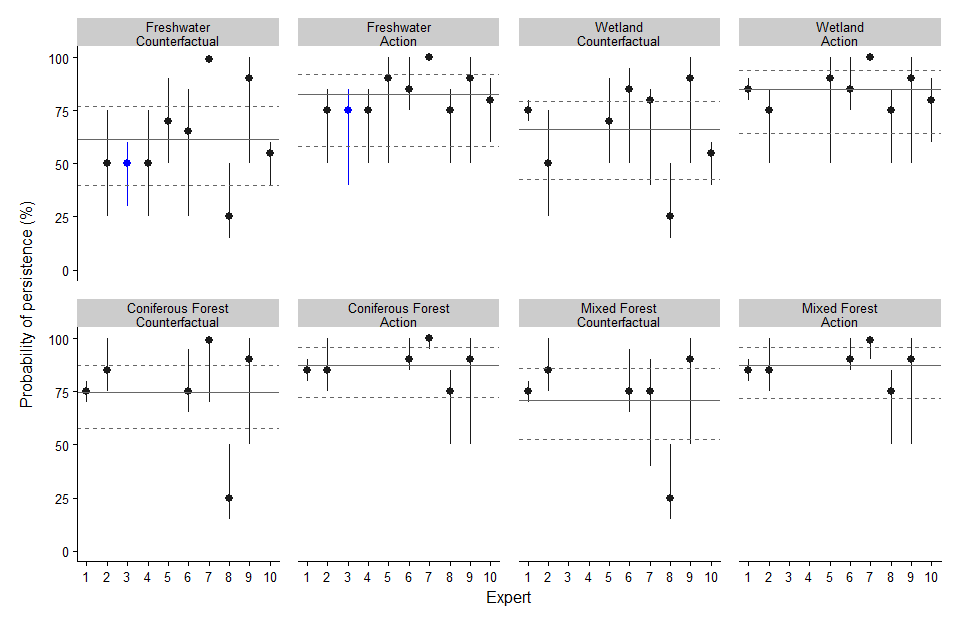 Freshwater
Counterfactual
Freshwater
Action
Wetland
Counterfactual
Wetland
Action
100
75
50
25
0
Probability of persistence (%)
Coniferous Forest
Counterfactual
Coniferous Forest
Action
Mixed Forest
Counterfactual
Mixed Forest
Action
100
75
50
25
0
1 2 3 4 5 6 7 8 9 10
1 2 3 4 5 6 7 8 9 10
1 2 3 4 5 6 7 8 9 10
1 2 3 4 5 6 7 8 9 10
Expert